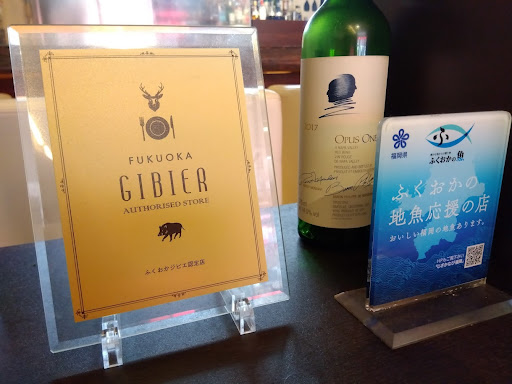 FUKUOKA
GIBIER
AUTHORISED STORE
ふくおかジビエ認定店
2017
OPUS ONE
福岡県
ふ
ふくおかの魚
ふくおかの
地魚応援の店
おいしい福岡の地魚あります。